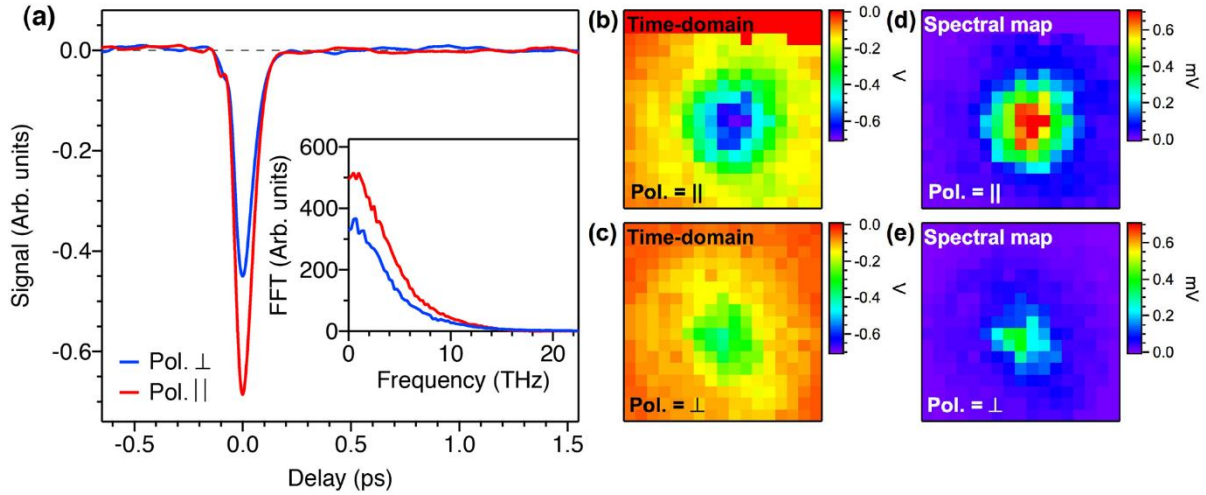 (a)
0.0
-0.2
-0.4
-0.6
Signal (Arb. units)
-0.5
0.0
0.5
1.0
1.5
Delay (ps)
Pol. ⊥
Pol. ||
600
400
200
0
FFT (Arb. units)
0
10
20
Frequency (THz)
(b)
Time-domain
Pol. = ||
0.0
-0.2
-0.4
-0.6
V
(d)
Spectral map
Pol. = ||
0.6
0.4
0.2
0.0
mV
(c)
Time-domain
Pol. = ⊥
0.0
-0.2
-0.4
-0.6
V
(e)
Spectral map
Pol. = ⊥
0.6
0.4
0.2
0.0
mV